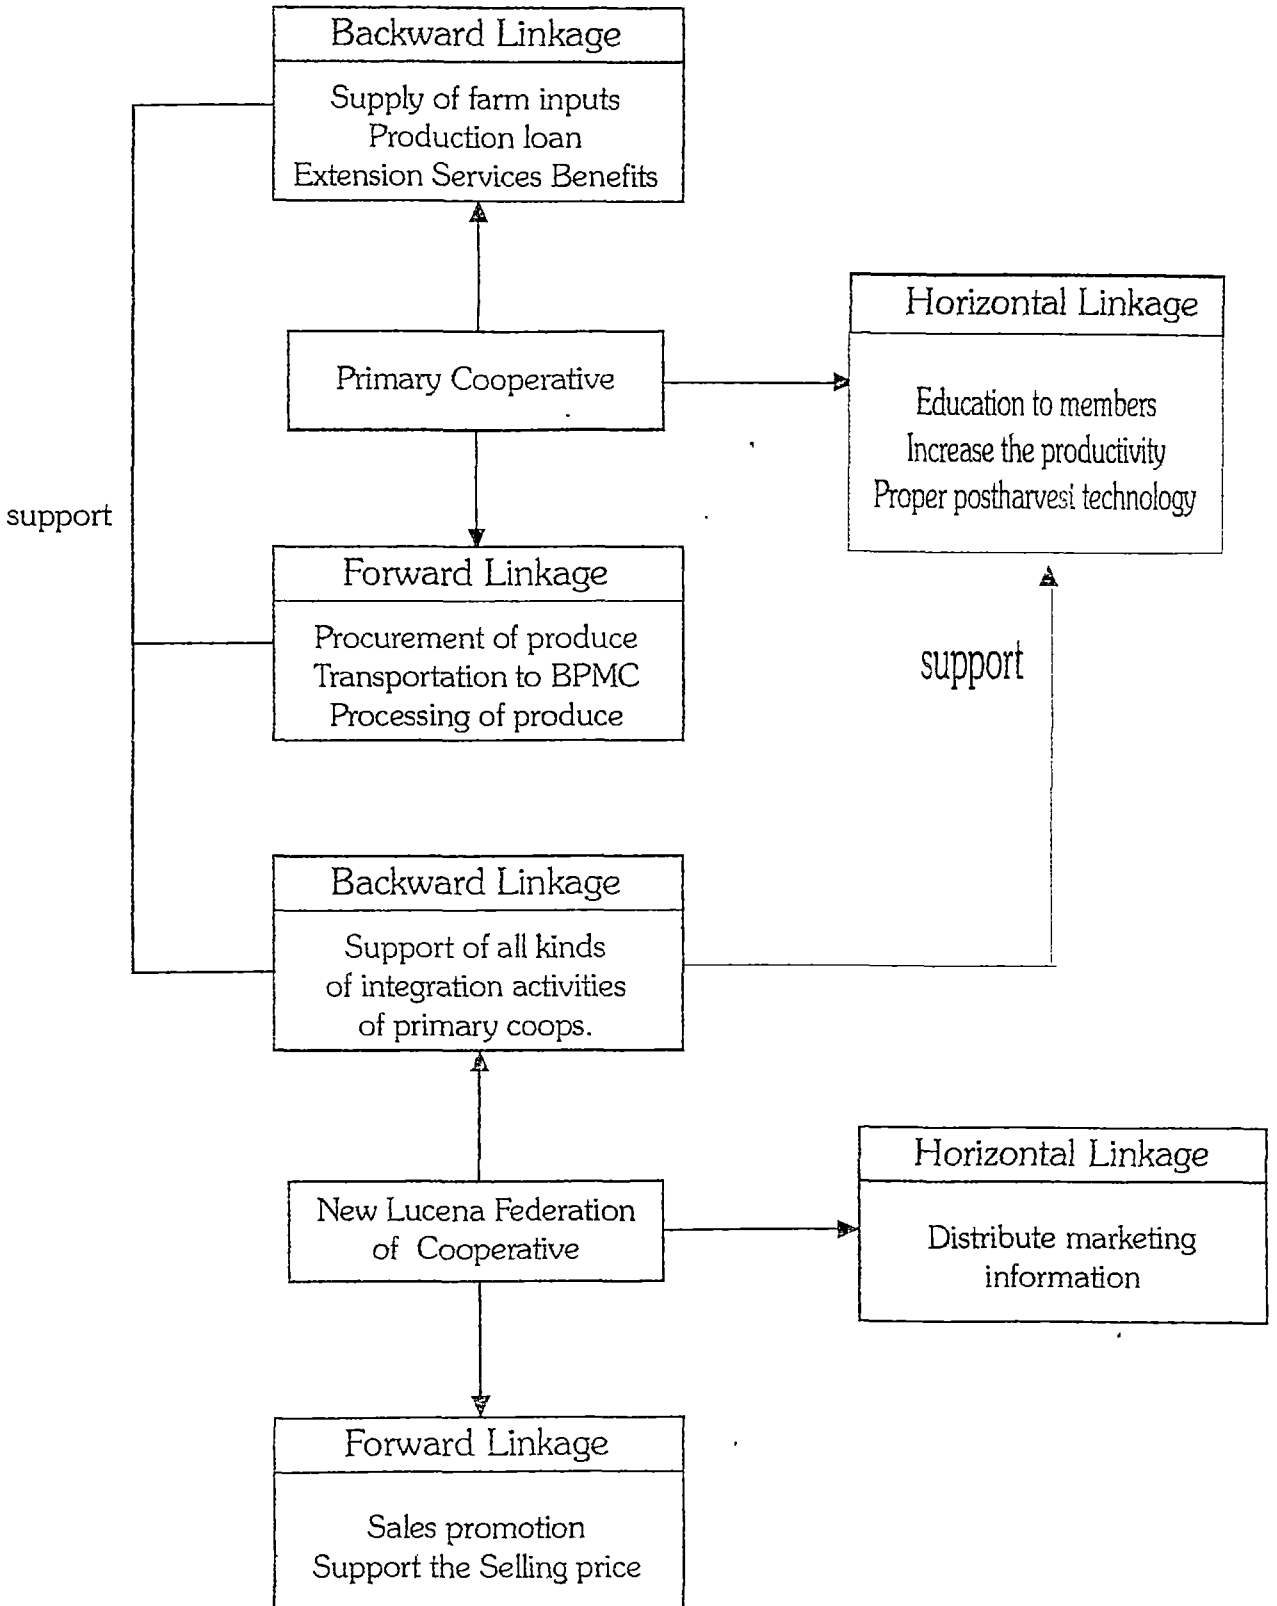 Backward Linkage
Supply of farm inputs
Production loan
Extension Services Benefits
Horizontal Linkage
Primary Cooperative
Education to members
Increase the productivity
Proper postharvest technology
support
Forward Linkage
Procurement of produce
Transportation to BPMC
Processing of produce
support
Backward Linkage
Support of all kinds
of integration activities
of primary coops.
Horizontal Linkage
New Lucena Federation
of Cooperative
Distribute marketing
information
Forward Linkage
Sales promotion
Support the Selling price